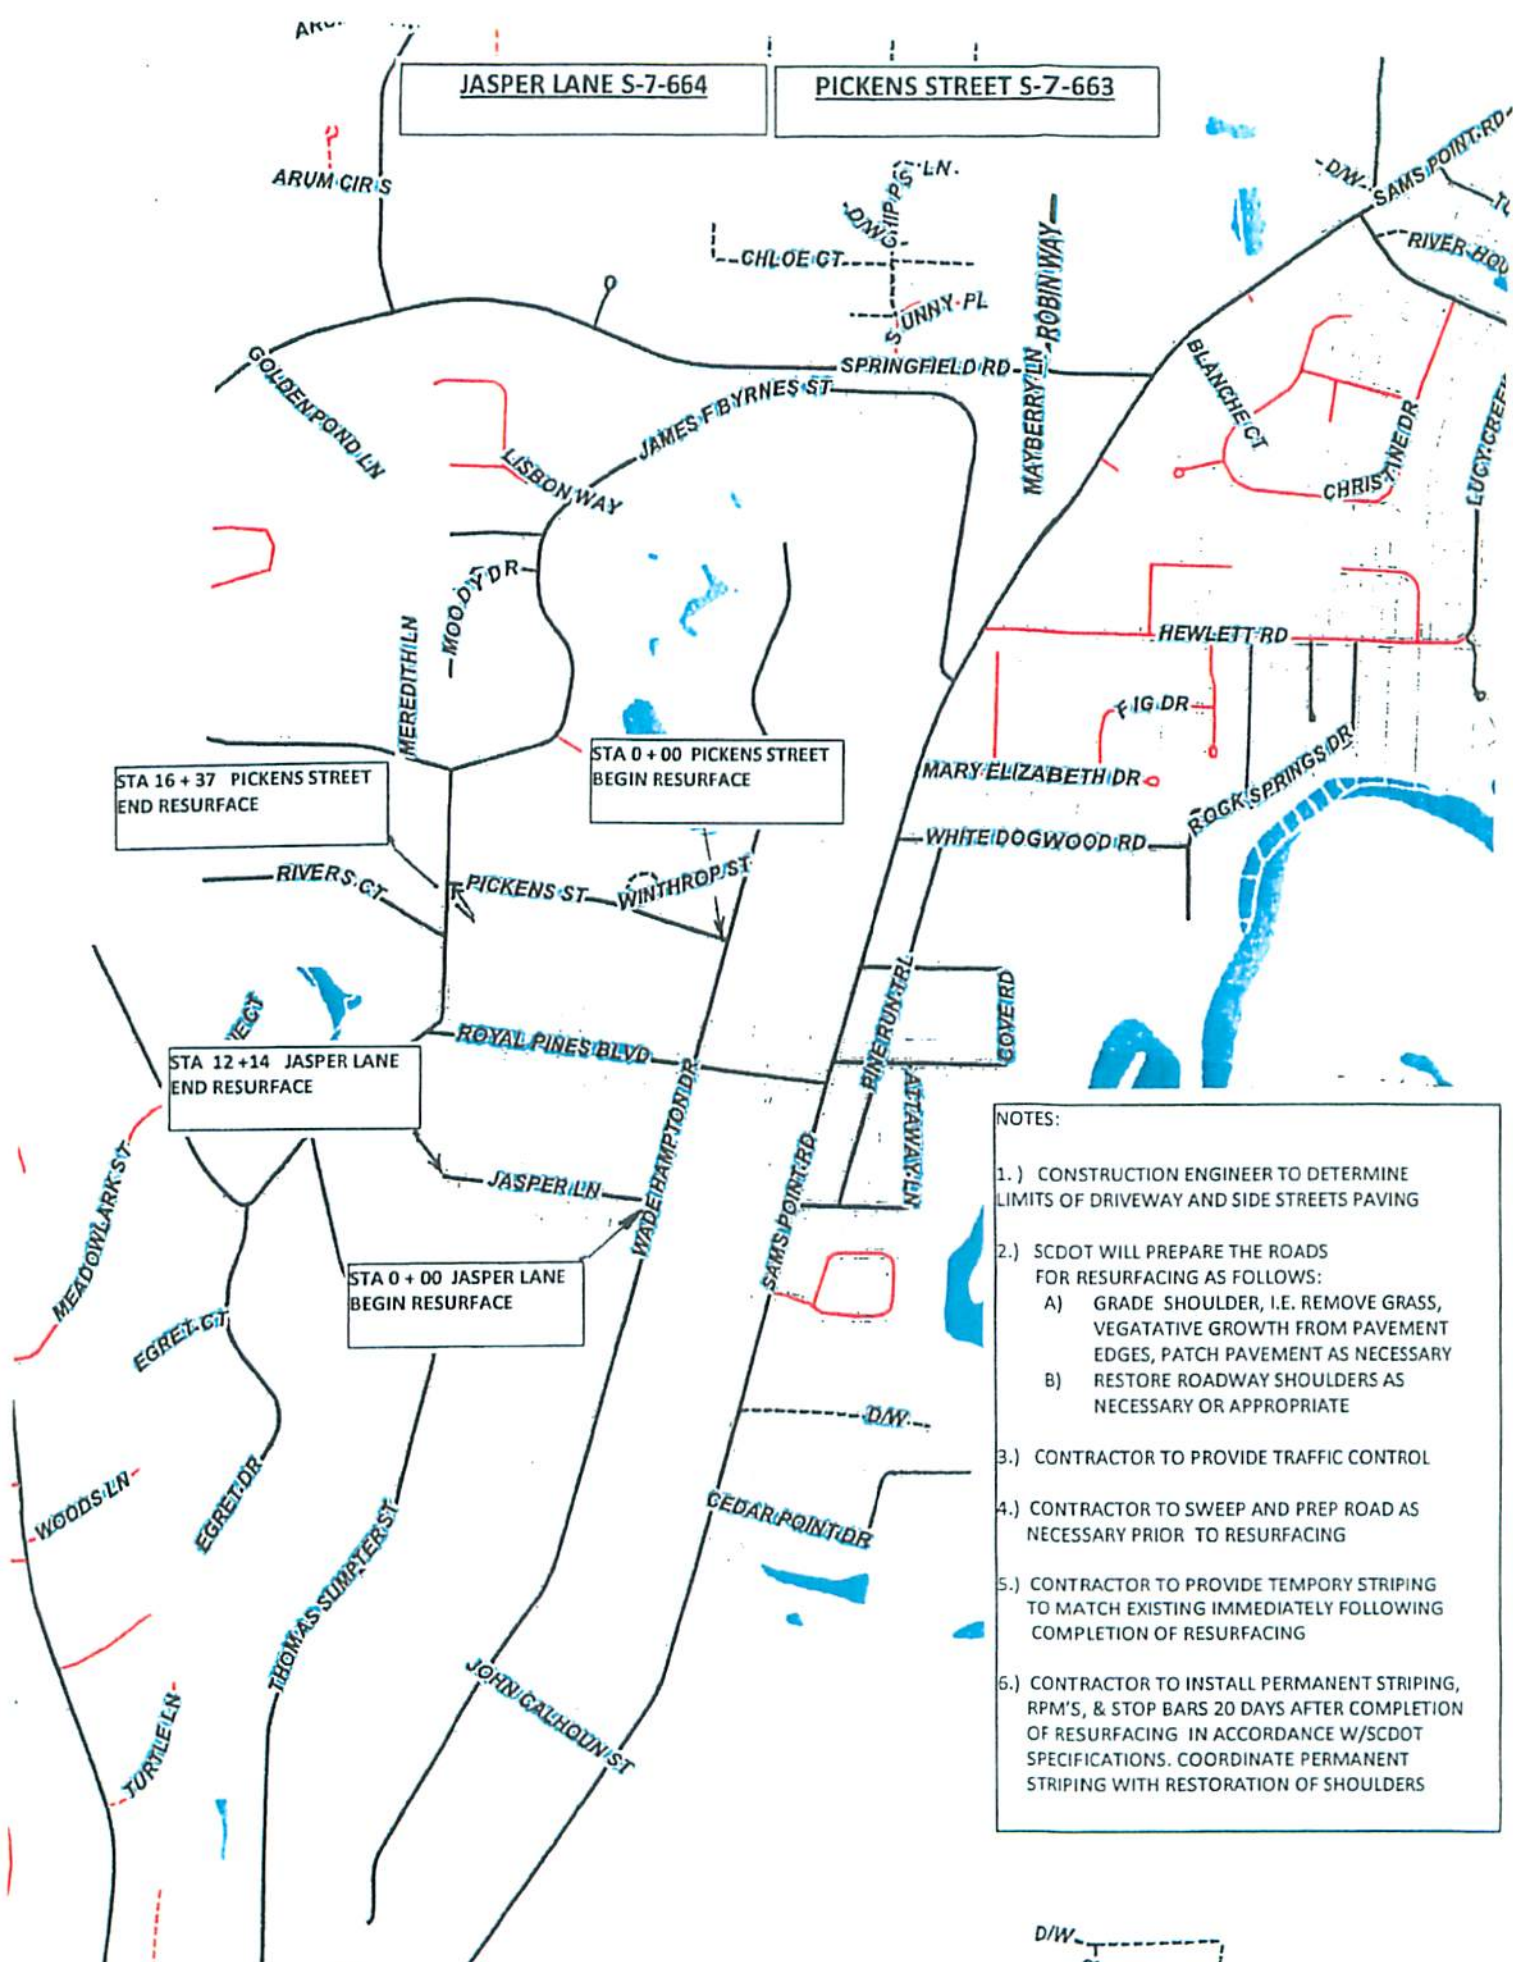 JASPER LANE S-7-664
PICKENS STREET S-7-663
ARUM CIR S
CHIPPS LN.
D/W
CHLOE CT
SUNNY PL
ROBIN WAY
MAYBERRY LN
SPRINGFIELD RD
D/W
SAMS POINT RD
RIVER HOU
GOLDEN POND LN
JAMES F BYRNES ST
LISBON WAY
BLANCHE CT
CHRISTINE DR
LUCY CREEK
MOODY DR
MEREDITH LN
HEWLETT RD
FIG DR
MARY ELIZABETH DR
ROCK SPRINGS DR
WHITE DOGWOOD RD
STA 16 + 37 PICKENS STREET
END RESURFACE
STA 0 + 00 PICKENS STREET
BEGIN RESURFACE
RIVERS CT
PICKENS ST
WINTHROP ST
PINE RUN TRL
COVE RD
ROYAL PINES BLVD
STA 12 +14 JASPER LANE
END RESURFACE
WADE HAMPTON DR
ATTAWAY LN
MEADOWLARK ST
JASPER LN
SAMS POINT RD
STA 0 + 00 JASPER LANE
BEGIN RESURFACE
EGRET CT
D/W
WOODS LN
EGRET DR
CEDAR POINT DR
THOMAS SUMPTER ST
JOHN CALHOUN ST
TURTLE LN
NOTES:
1.) CONSTRUCTION ENGINEER TO DETERMINE
LIMITS OF DRIVEWAY AND SIDE STREETS PAVING
2.) SCDOT WILL PREPARE THE ROADS
FOR RESURFACING AS FOLLOWS:
A) GRADE SHOULDER, I.E. REMOVE GRASS,
VEGATATIVE GROWTH FROM PAVEMENT
EDGES, PATCH PAVEMENT AS NECESSARY
B) RESTORE ROADWAY SHOULDERS AS
NECESSARY OR APPROPRIATE
3.) CONTRACTOR TO PROVIDE TRAFFIC CONTROL
4.) CONTRACTOR TO SWEEP AND PREP ROAD AS
NECESSARY PRIOR TO RESURFACING
5.) CONTRACTOR TO PROVIDE TEMPORY STRIPING
TO MATCH EXISTING IMMEDIATELY FOLLOWING
COMPLETION OF RESURFACING
6.) CONTRACTOR TO INSTALL PERMANENT STRIPING,
RPM'S, & STOP BARS 20 DAYS AFTER COMPLETION
OF RESURFACING IN ACCORDANCE W/SCDOT
SPECIFICATIONS. COORDINATE PERMANENT
STRIPING WITH RESTORATION OF SHOULDERS
D/W